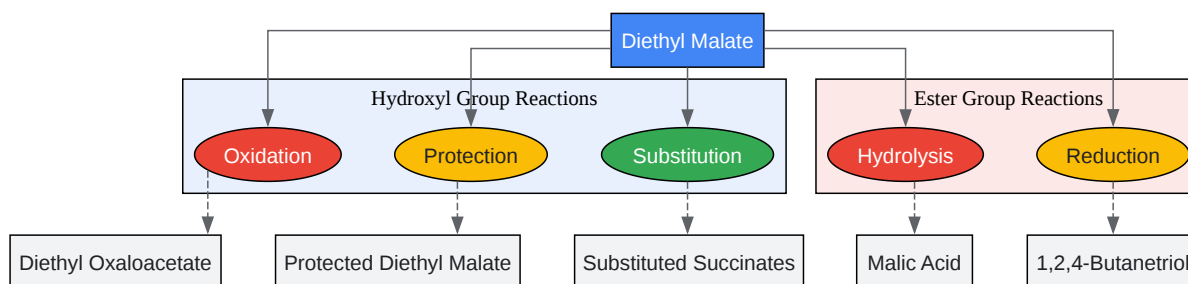 Diethyl Malate
Hydroxyl Group Reactions
Ester Group Reactions
Oxidation
Protection
Substitution
Hydrolysis
Reduction
Diethyl Oxaloacetate
Protected Diethyl Malate
Substituted Succinates
Malic Acid
1,2,4-Butanetriol